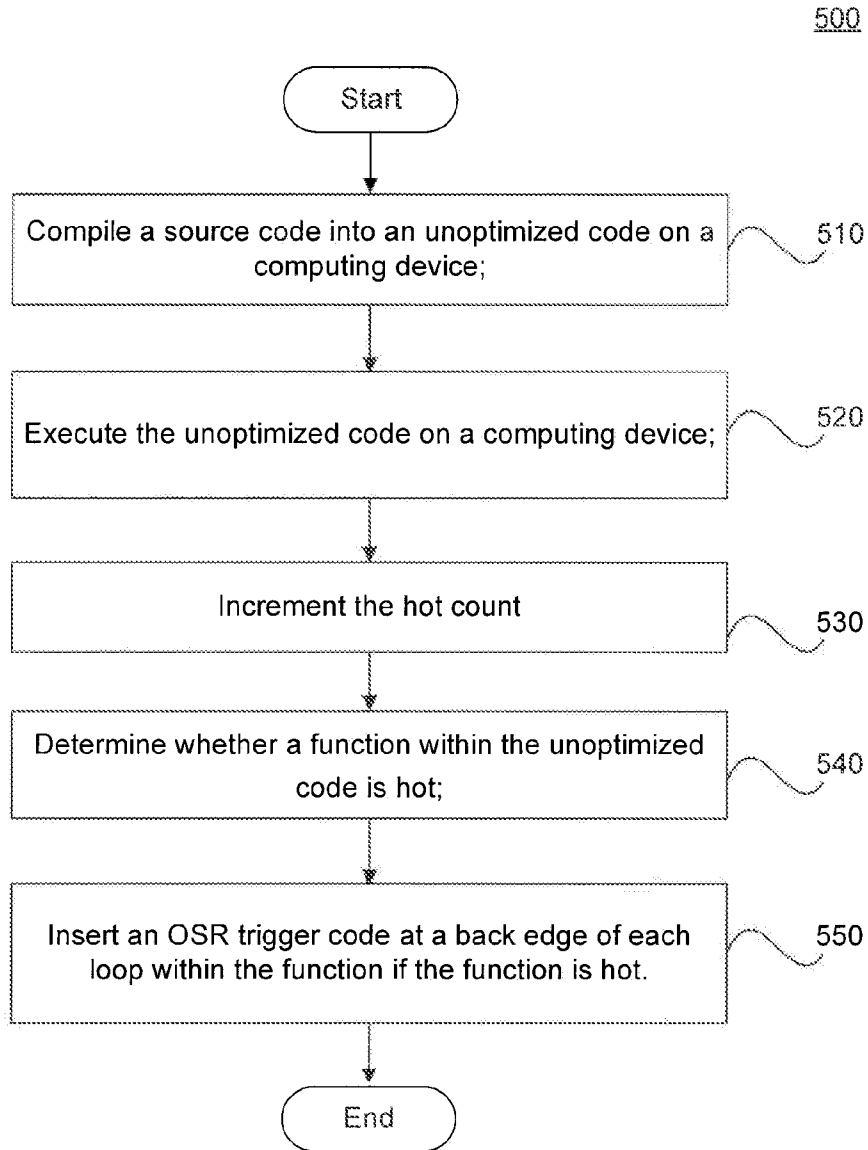 500
Start
Compile a source code into an unoptimized code on a
computing device;
510
Execute the unoptimized code on a computing device;
520
Increment the hot count
530
Determine whether a function within the unoptimized
code is hot;
540
Insert an OSR trigger code at a back edge of each
loop within the function if the function is hot.
550
End